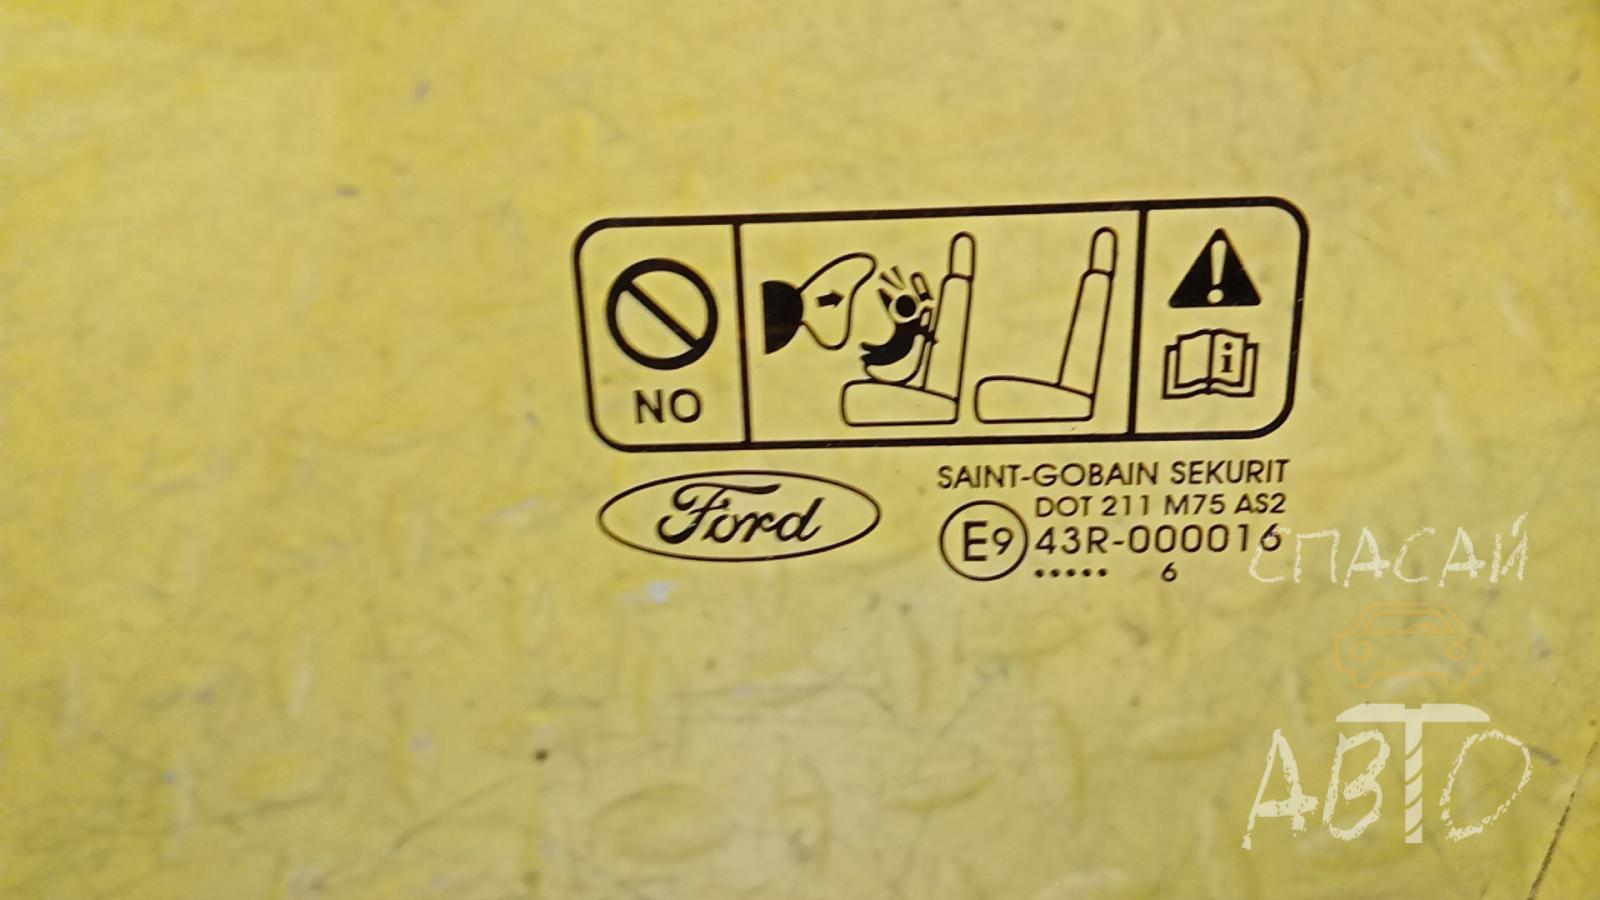 NO
i
Ford
SAINT-GOBAIN SEKURIT
DOT 211 M75 AS2
E9 43R-000016
..... 6
СПАСАЙ
АВТО